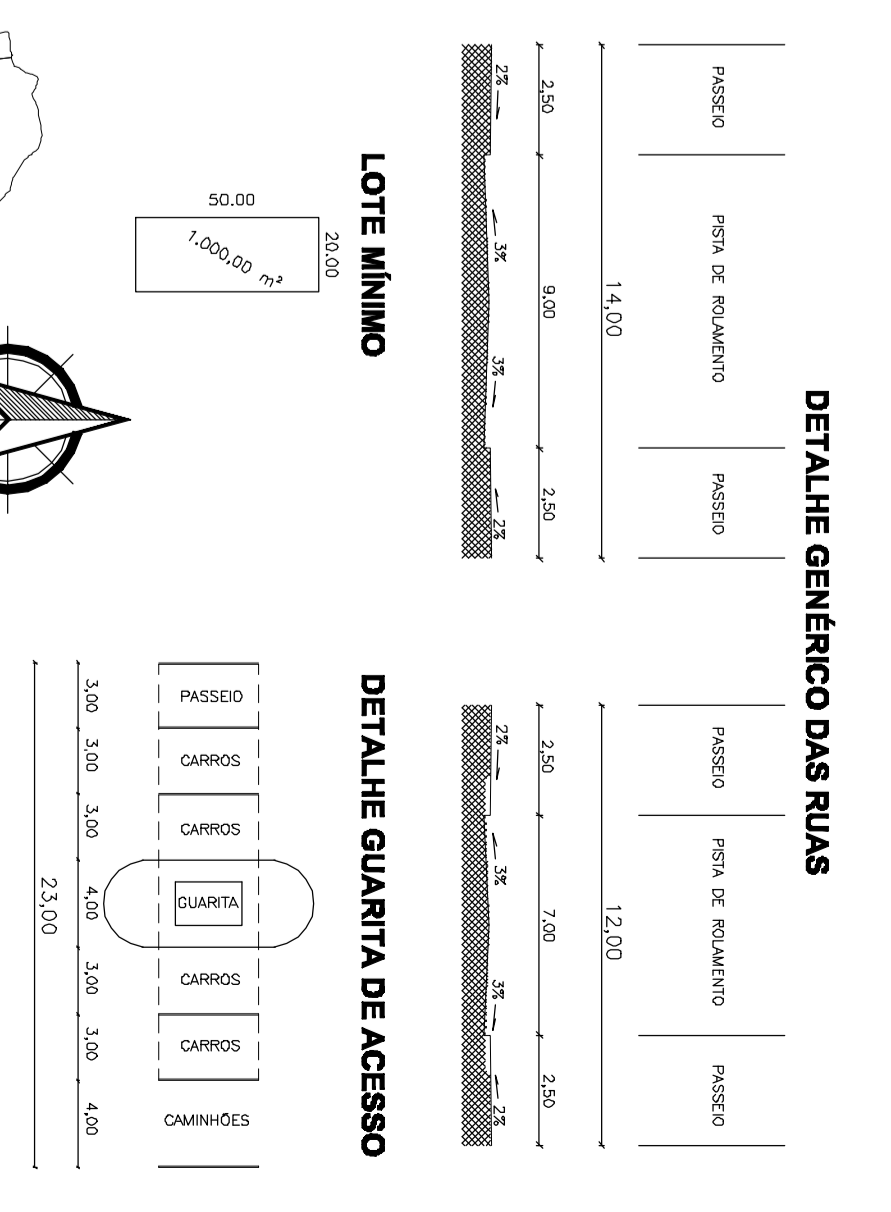 DETALHE GENÉRICO DAS RUAS
PASSEIO
PISTA DE ROLAMENTO
PASSEIO
14,00
2,50
9,00
2,50
2%
3%
3%
2%
PASSEIO
PISTA DE ROLAMENTO
PASSEIO
12,00
2,50
7,00
2,50
2%
3%
3%
2%
LOTE MÍNIMO
20.00
50.00
1.000,00 m²
DETALHE GUARITA DE ACESSO
PASSEIO
CARROS
CARROS
GUARITA
CARROS
CARROS
CAMINHÕES
3,00
3,00
3,00
4,00
3,00
3,00
4,00
23,00